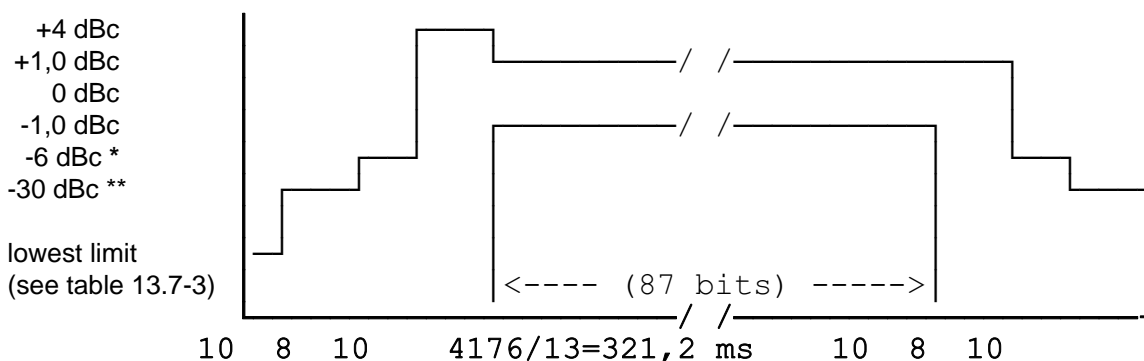 +4 dBc
+1,0 dBc
0 dBc
-1,0 dBc
-6 dBc *
-30 dBc **
lowest limit
(see table 13.7-3)
<---- (87 bits) ----->
10 8 10 4176/13=321,2 ms 10 8 10